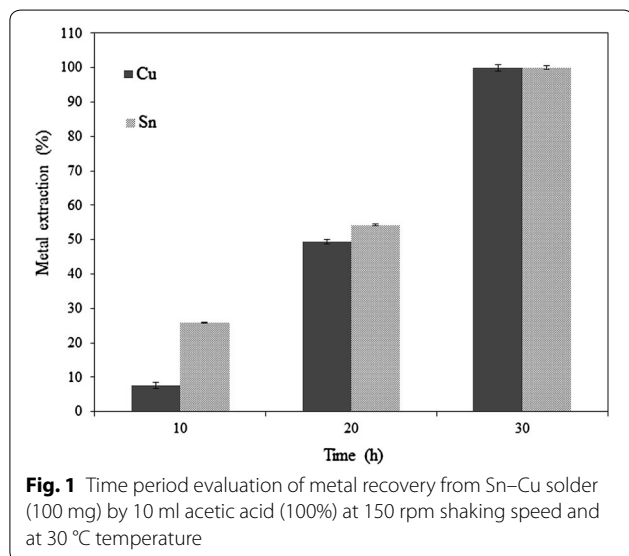 110
100
90
80
70
60
50
40
30
20
10
0
Metal extraction (%)
Cu
Sn
10 20 30
Time (h)
Fig. 1 Time period evaluation of metal recovery from Sn–Cu solder
(100 mg) by 10 ml acetic acid (100%) at 150 rpm shaking speed and
at 30 °C temperature